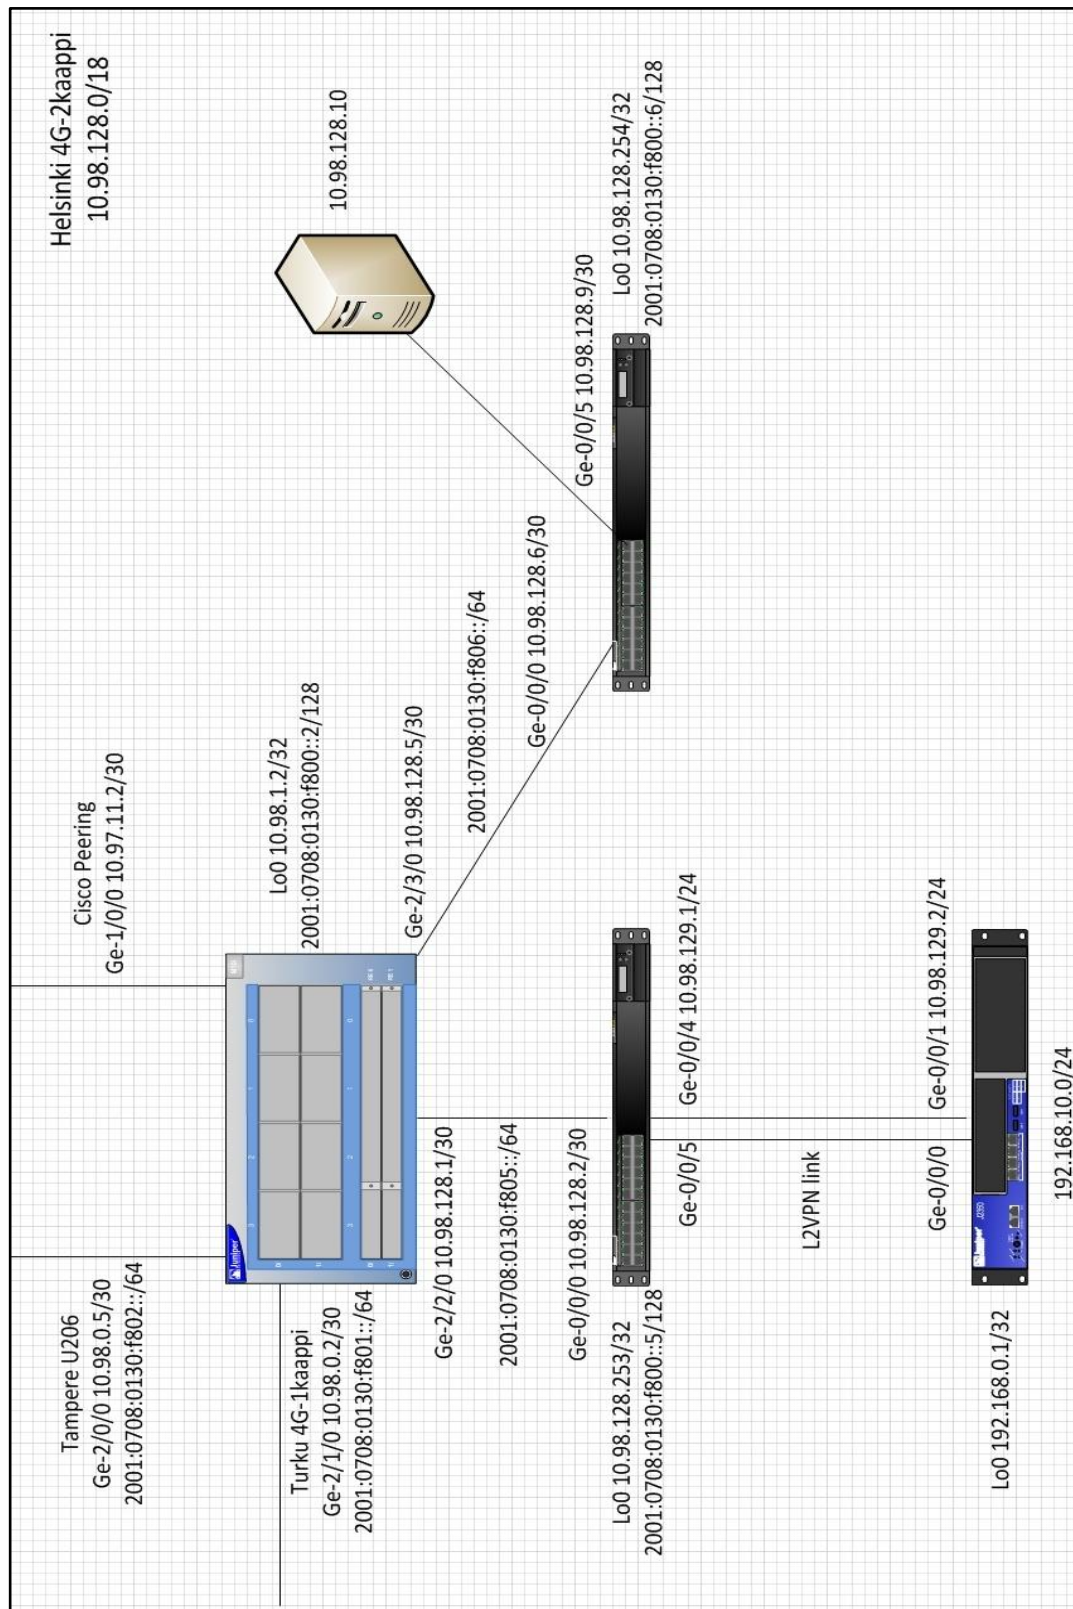 Helsinki 4G-2kaappi
10.98.128.0/18
Tampere U206
Ge-2/0/0 10.98.0.5/30
2001:0708:0130:f802::/64
Cisco Peering
Ge-1/0/0 10.97.11.2/30
Turku 4G-1kaappi
Ge-2/1/0 10.98.0.2/30
2001:0708:0130:f801::/64
Juniper
Lo0 10.98.1.2/32
2001:0708:0130:f800::2/128
10.98.128.10
Ge-2/2/0 10.98.128.1/30
2001:0708:0130:f805::/64
Ge-0/0/0 10.98.128.2/30
Ge-2/3/0 10.98.128.5/30
2001:0708:0130:f806::/64
Ge-0/0/0 10.98.128.6/30
Ge-0/0/5 10.98.128.9/30
Lo0 10.98.128.254/32
2001:0708:0130:f800::6/128
Lo0 10.98.128.253/32
2001:0708:0130:f800::5/128
Ge-0/0/5
Ge-0/0/4 10.98.129.1/24
L2VPN link
Ge-0/0/0
Ge-0/0/1 10.98.129.2/24
Lo0 192.168.0.1/32
Juniper
192.168.10.0/24